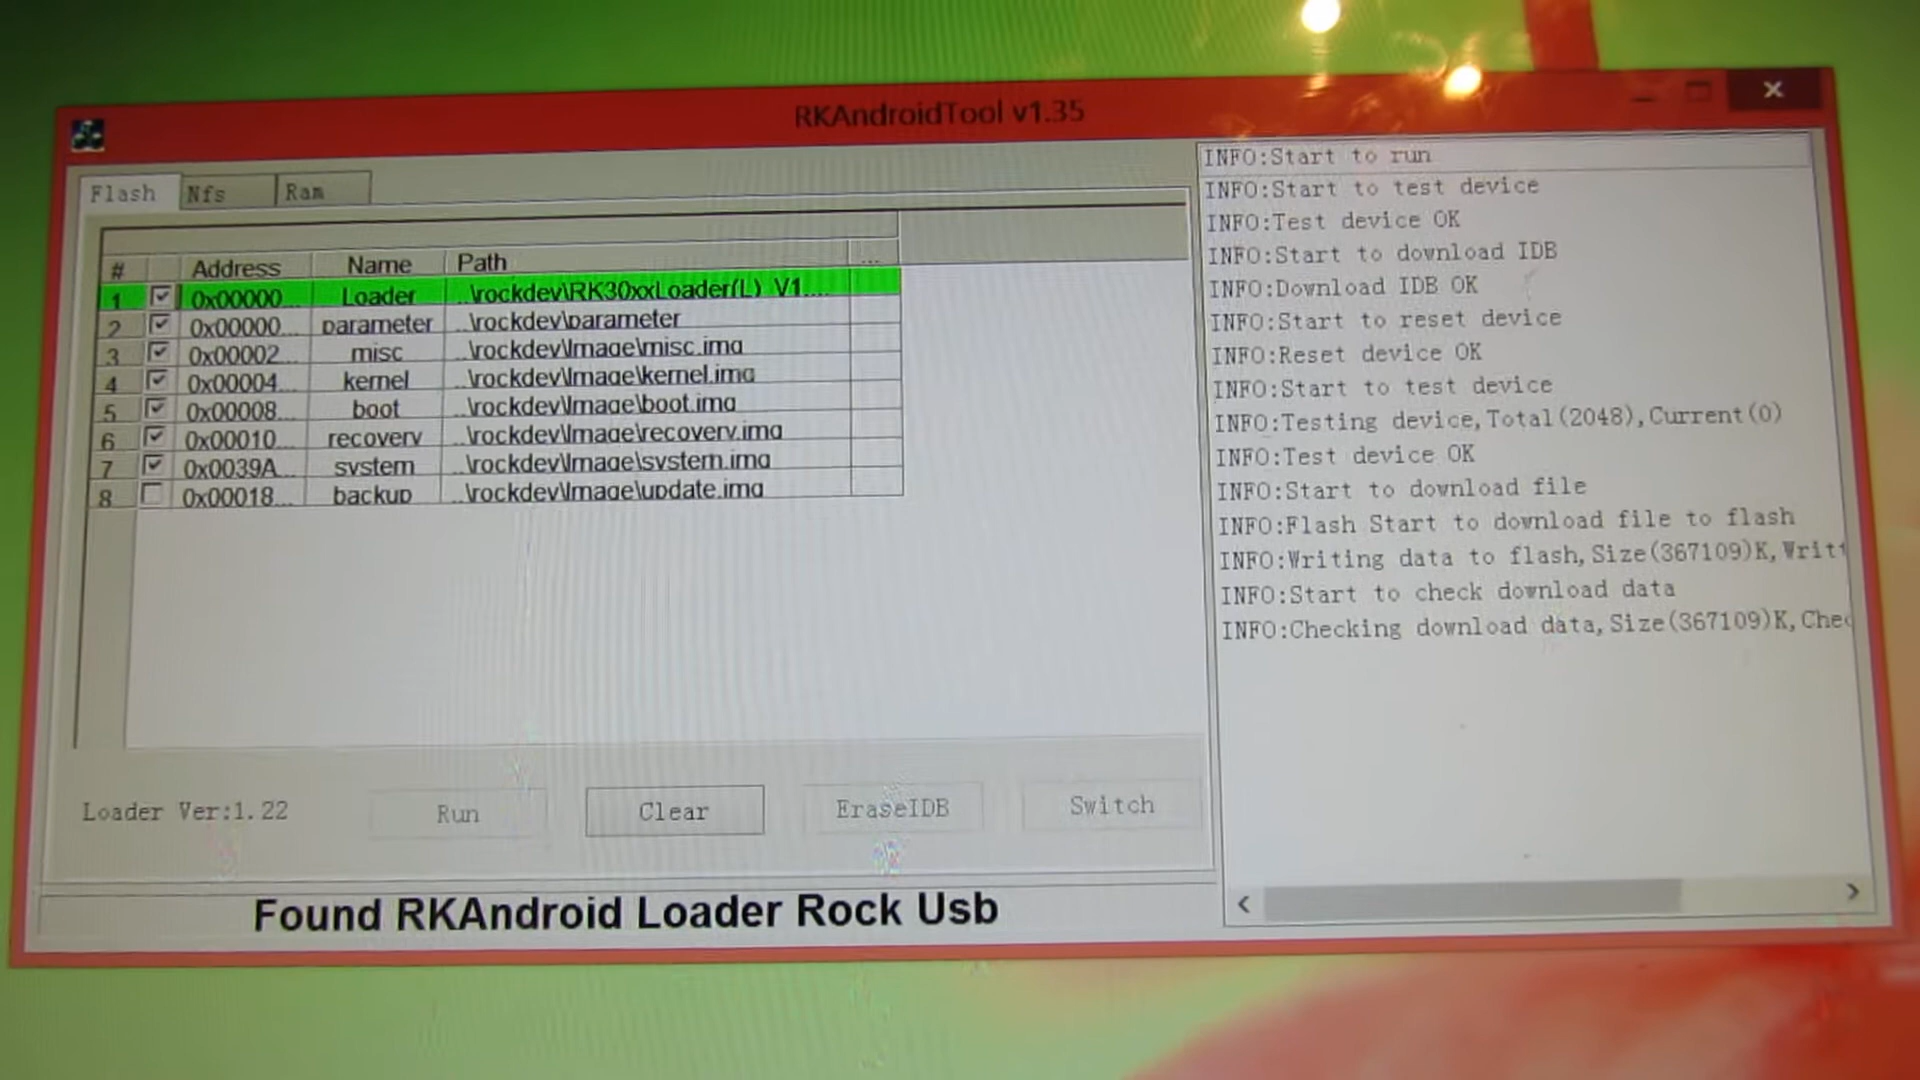 RKAndroidTool v1.35
Flash Nfs Ram
# Address Name Path ...
1 0x00000... Loader ..\rockdev\RK30xxLoader(L)_V1....
2 0x00000... parameter ..\rockdev\parameter
3 0x00002... misc ..\rockdev\Image\misc.img
4 0x00004... kernel ..\rockdev\Image\kernel.img
5 0x00008... boot ..\rockdev\Image\boot.img
6 0x00010... recovery ..\rockdev\Image\recovery.img
7 0x0039A... system ..\rockdev\Image\system.img
8 0x00018... backup ..\rockdev\Image\update.img
Loader Ver:1.22 Run Clear EraseIDB Switch
Found RKAndroid Loader Rock Usb
INFO:Start to run
INFO:Start to test device
INFO:Test device OK
INFO:Start to download IDB
INFO:Download IDB OK
INFO:Start to reset device
INFO:Reset device OK
INFO:Start to test device
INFO:Testing device,Total(2048),Current(0)
INFO:Test device OK
INFO:Start to download file
INFO:Flash Start to download file to flash
INFO:Writing data to flash,Size(367109)K,Writt
INFO:Start to check download data
INFO:Checking download data,Size(367109)K,Chec